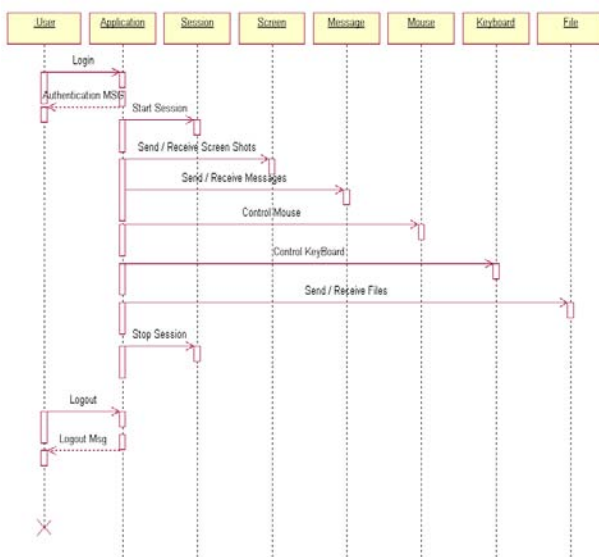 User Application Session Screen Message Mouse Keyboard File
Login
Authentication MSG
Start Session
Send / Receive Screen Shots
Send / Receive Messages
Control Mouse
Control KeyBoard
Send / Receive Files
Stop Session
Logout
Logout Msg